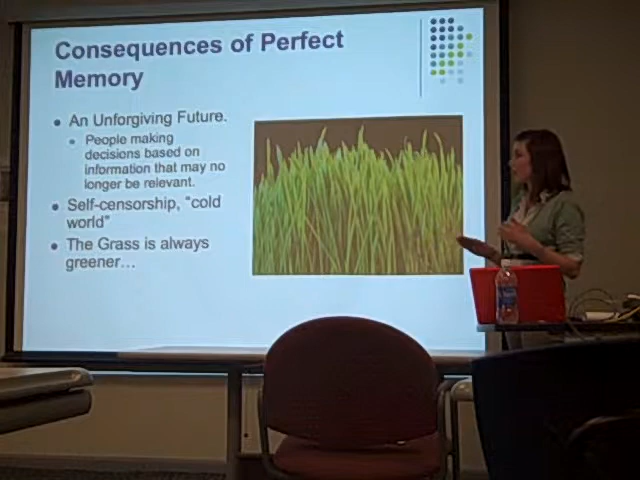 Consequences of Perfect
Memory
An Unforgiving Future.
People making
decisions based on
information that may no
longer be relevant.
Self-censorship, "cold
world"
The Grass is always
greener...